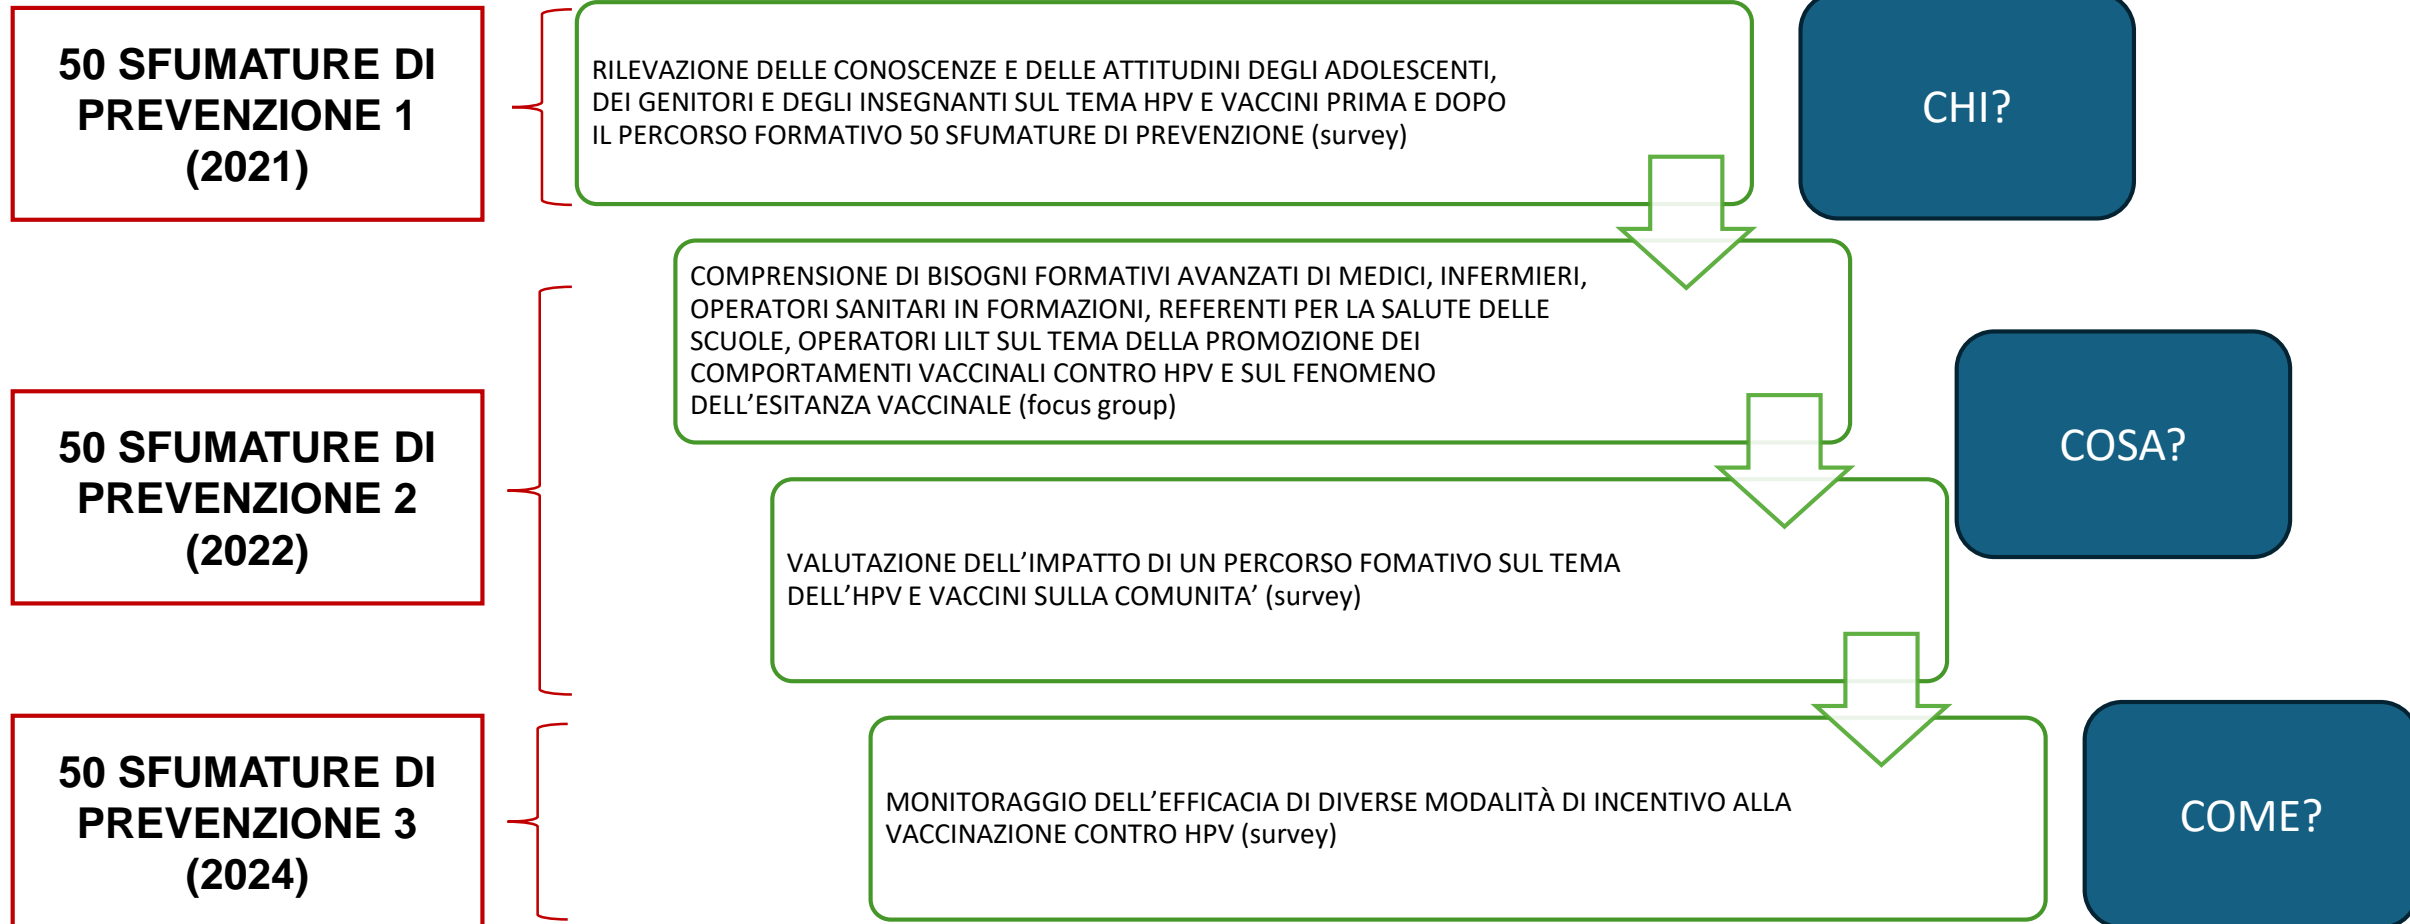 50 SFUMATURE DI
PREVENZIONE 1
(2021)
RILEVAZIONE DELLE CONOSCENZE E DELLE ATTITUDINI DEGLI ADOLESCENTI,
DEI GENITORI E DEGLI INSEGNANTI SUL TEMA HPV E VACCINI PRIMA E DOPO
IL PERCORSO FORMATIVO 50 SFUMATURE DI PREVENZIONE (survey)
CHI?
50 SFUMATURE DI
PREVENZIONE 2
(2022)
COMPRENSIONE DI BISOGNI FORMATIVI AVANZATI DI MEDICI, INFERMIERI,
OPERATORI SANITARI IN FORMAZIONI, REFERENTI PER LA SALUTE DELLE
SCUOLE, OPERATORI LILT SUL TEMA DELLA PROMOZIONE DEI
COMPORTAMENTI VACCINALI CONTRO HPV E SUL FENOMENO
DELL’ESITANZA VACCINALE (focus group)
COSA?
VALUTAZIONE DELL’IMPATTO DI UN PERCORSO FOMATIVO SUL TEMA
DELL’HPV E VACCINI SULLA COMUNITA’ (survey)
50 SFUMATURE DI
PREVENZIONE 3
(2024)
MONITORAGGIO DELL’EFFICACIA DI DIVERSE MODALITÀ DI INCENTIVO ALLA
VACCINAZIONE CONTRO HPV (survey)
COME?